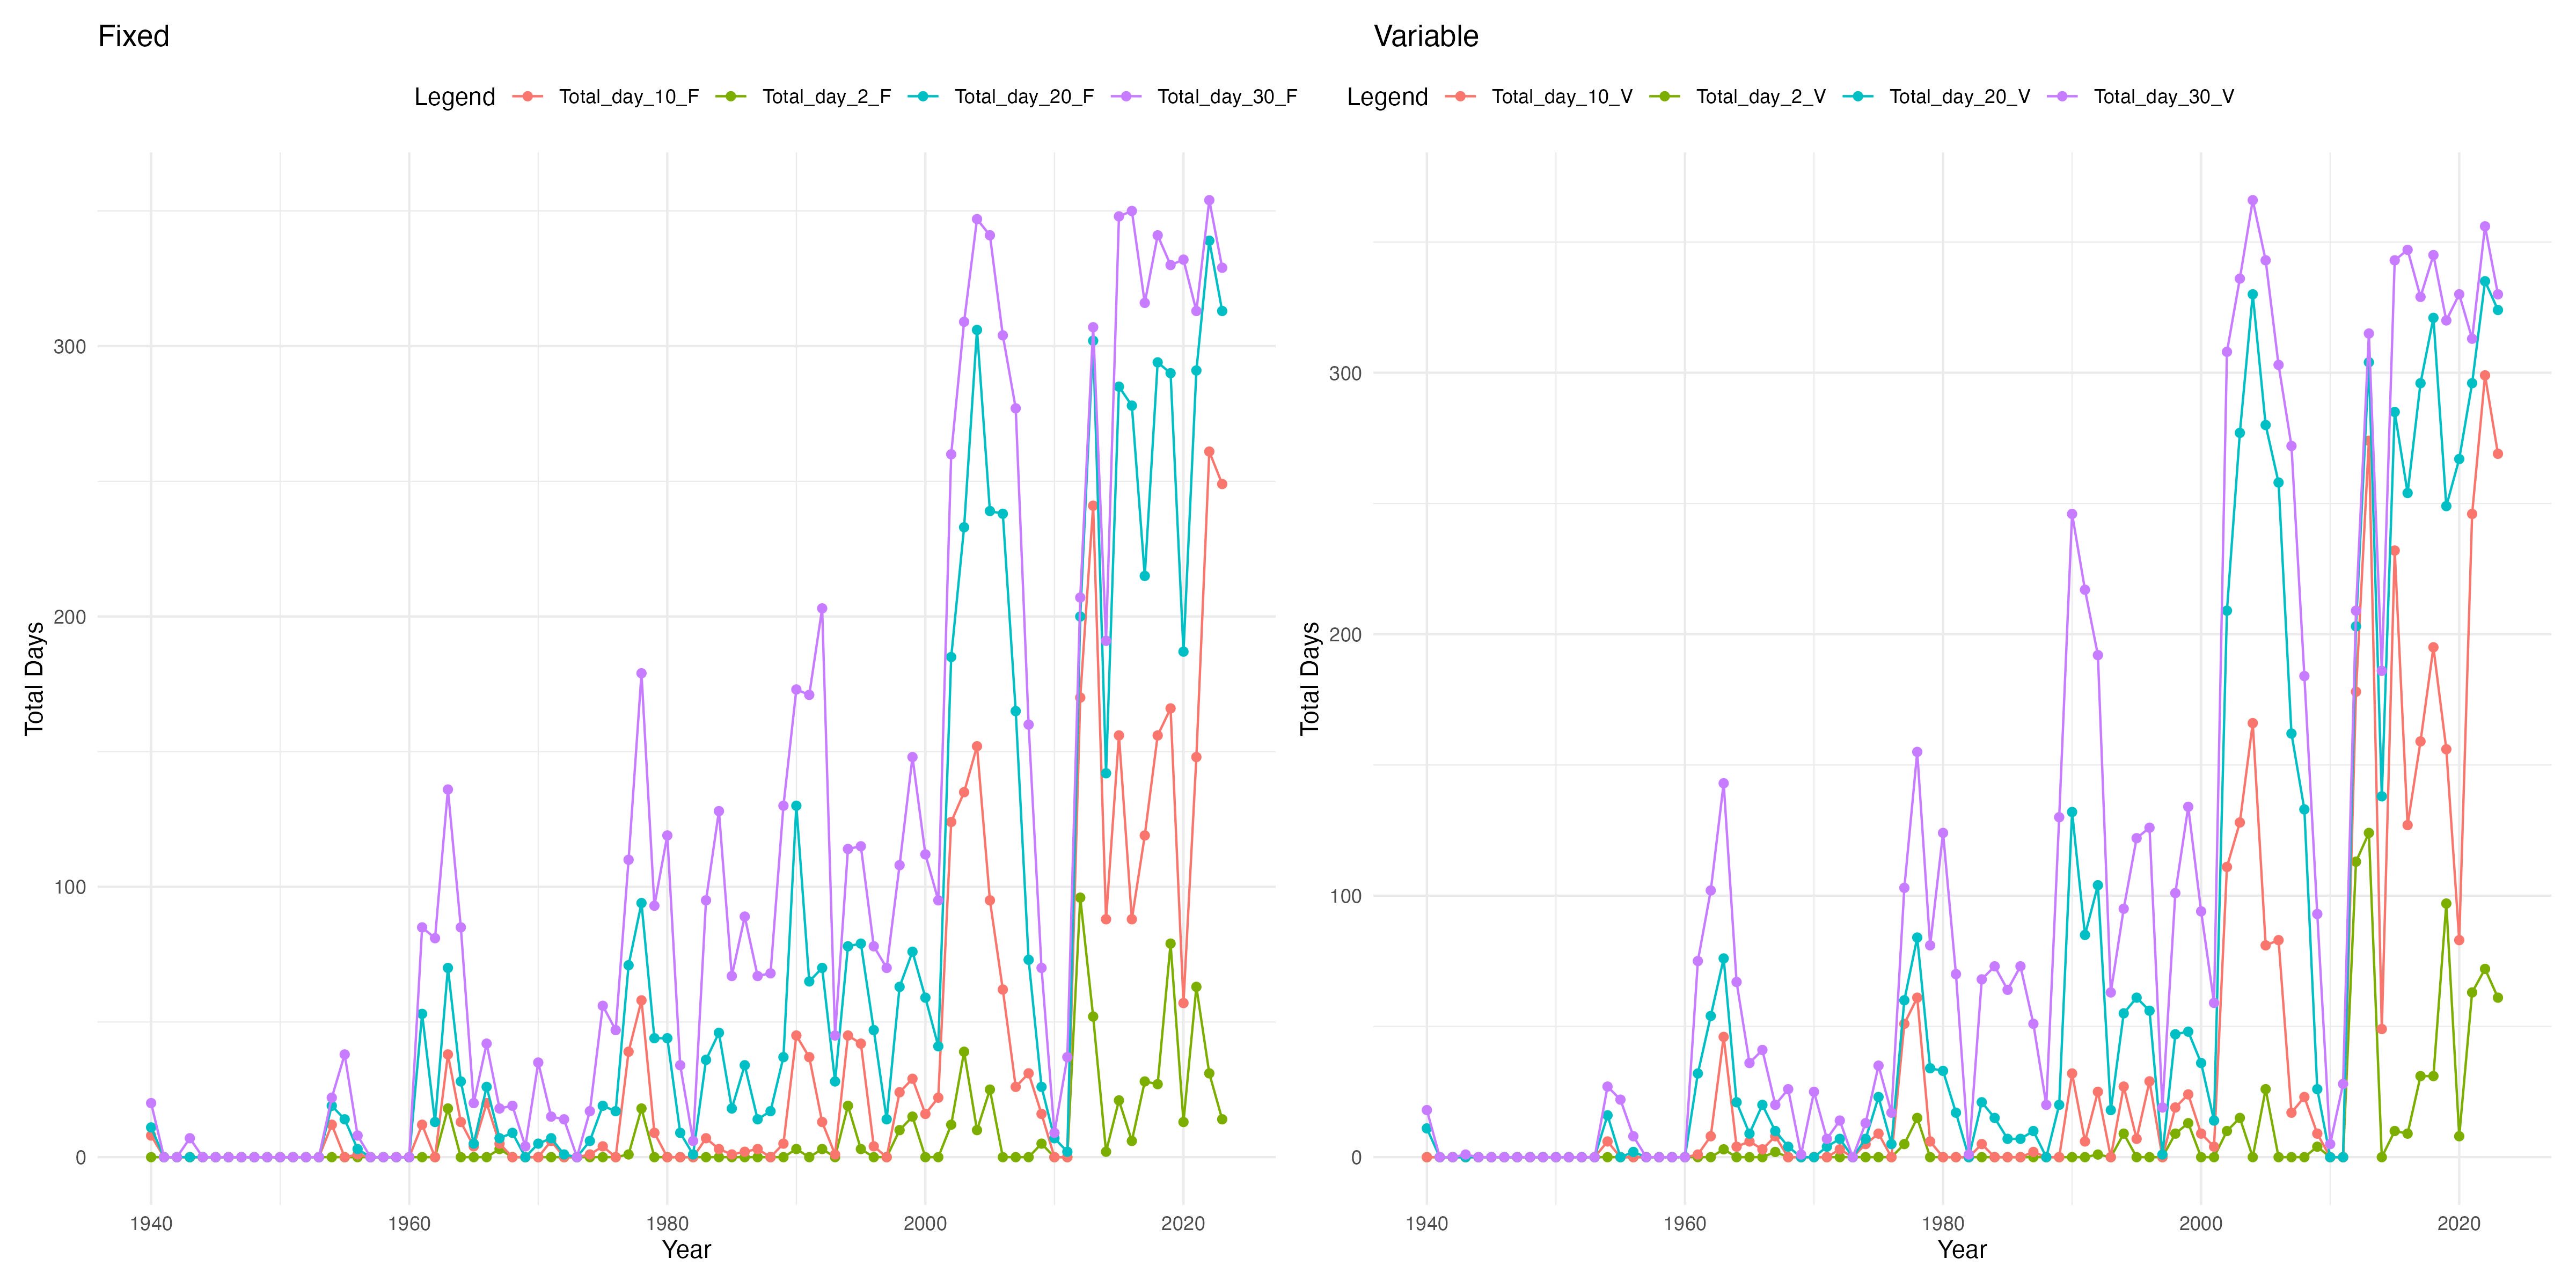 Fixed
Legend Total_day_10_F Total_day_2_F Total_day_20_F Total_day_30_F
300
200
100
0
Total Days
1940 1960 1980 2000 2020
Year
Variable
Legend Total_day_10_V Total_day_2_V Total_day_20_V Total_day_30_V
300
200
100
0
Total Days
1940 1960 1980 2000 2020
Year